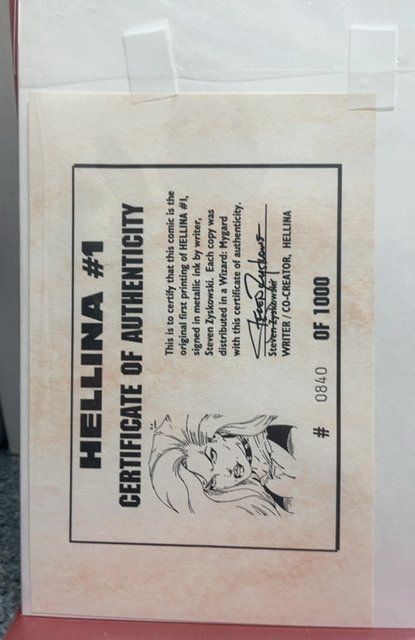 HELLINA #1
CERTIFICATE OF AUTHENTICITY
This is to certify that this comic is the
original first printing of HELLINA #1,
signed in metallic ink by writer,
Steven Zyskowski. Each copy was
distributed in a Wizard: Mygard
with this certificate of authenticity.
Steven Zyskowski
Steven Zyskowski
WRITER / CO-CREATOR, HELLINA
# 0840 OF 1000